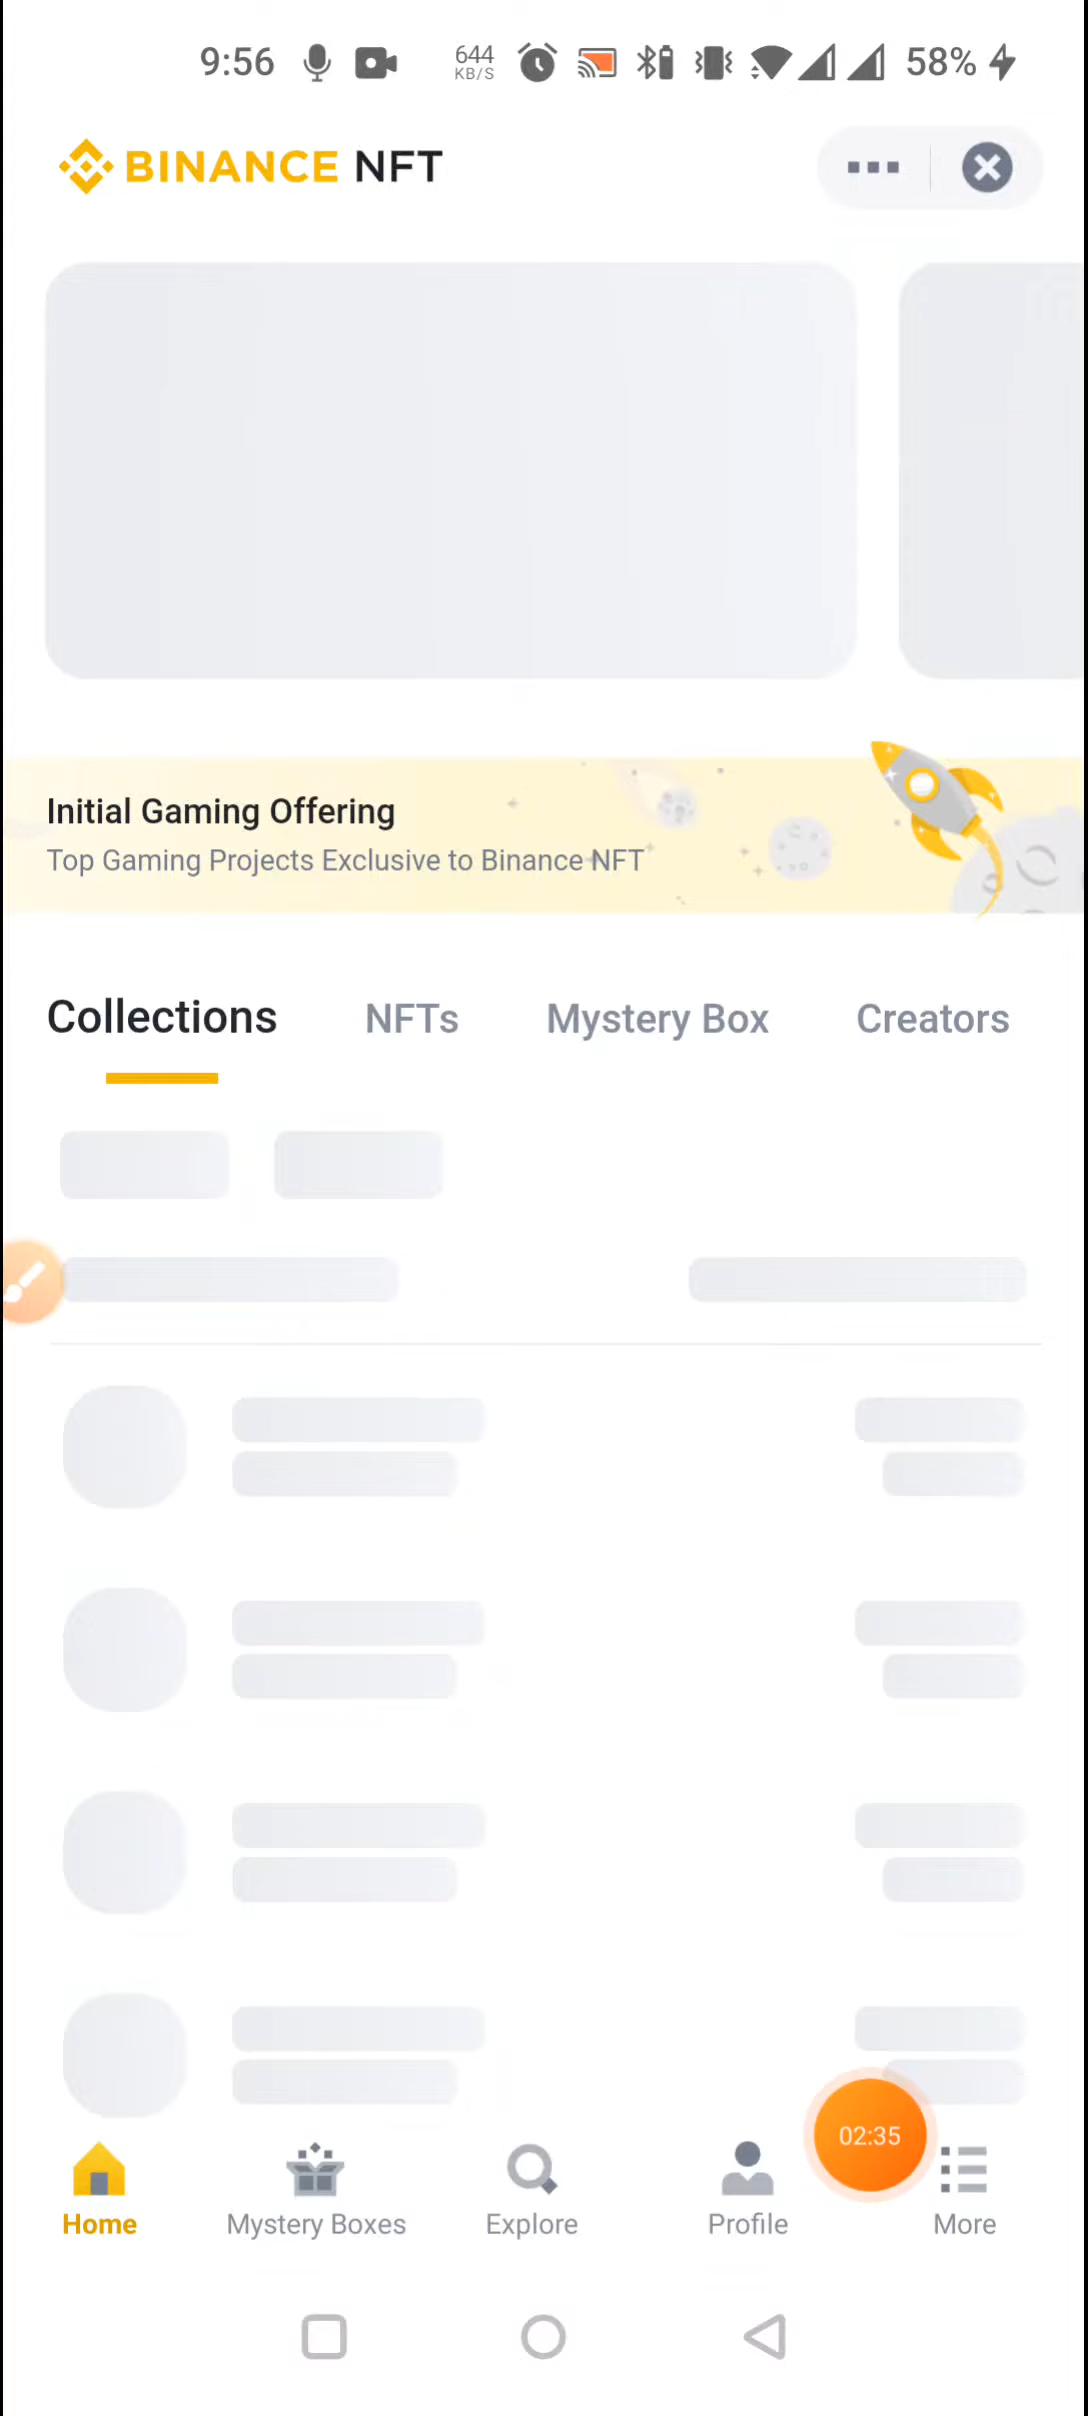 9:56 644 KB/S 58%
BINANCE NFT
Initial Gaming Offering
Top Gaming Projects Exclusive to Binance NFT
Collections NFTs Mystery Box Creators
02:35
Home Mystery Boxes Explore Profile More